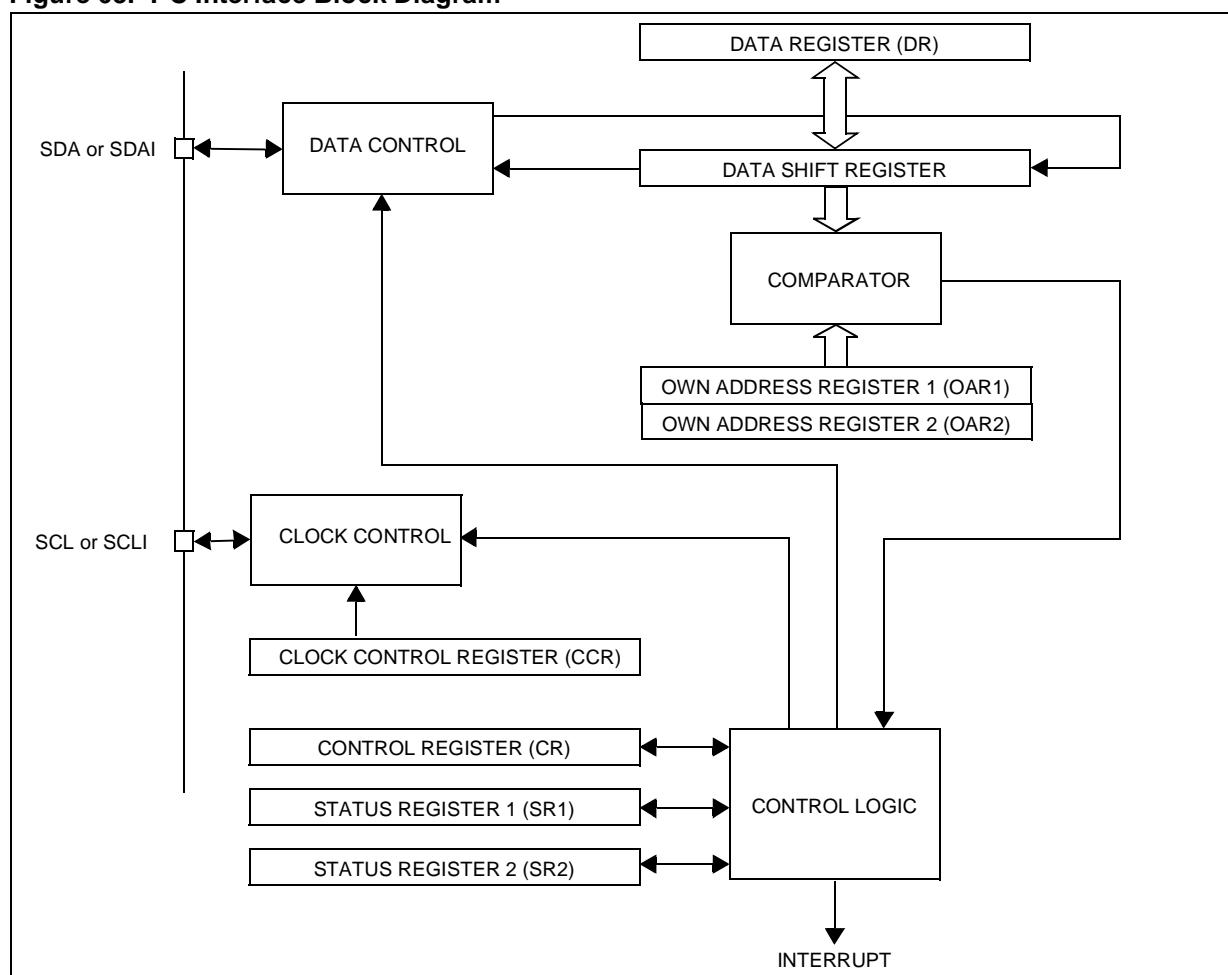 DATA REGISTER (DR)
SDA or SDAI
DATA CONTROL
DATA SHIFT REGISTER
COMPARATOR
OWN ADDRESS REGISTER 1 (OAR1)
OWN ADDRESS REGISTER 2 (OAR2)
SCL or SCLI
CLOCK CONTROL
CLOCK CONTROL REGISTER (CCR)
CONTROL REGISTER (CR)
STATUS REGISTER 1 (SR1)
CONTROL LOGIC
STATUS REGISTER 2 (SR2)
INTERRUPT